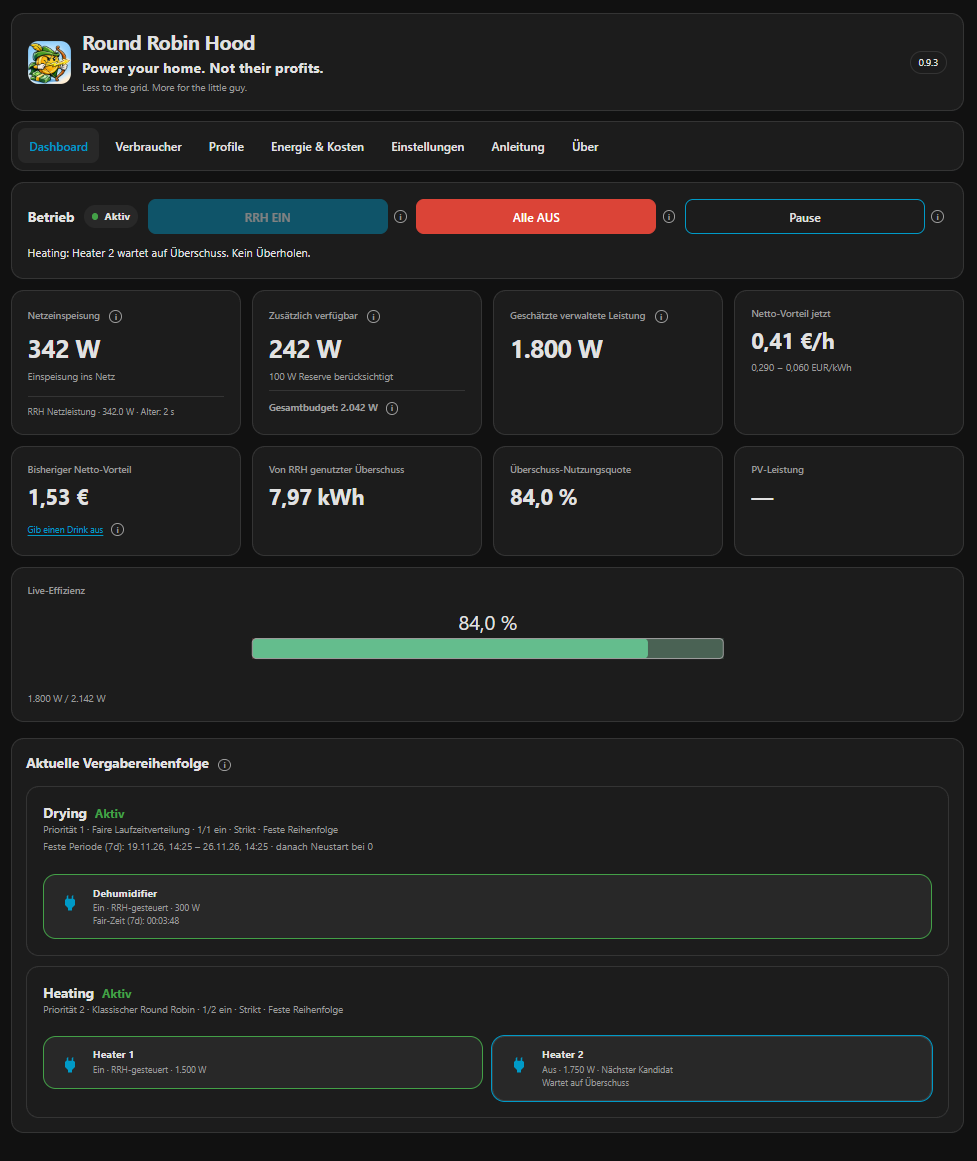 Round Robin Hood
Power your home. Not their profits.
Less to the grid. More for the little guy.
0.9.3
Dashboard Verbraucher Profile Energie & Kosten Einstellungen Anleitung Über
Betrieb Aktiv RRH EIN Alle AUS Pause
Heating: Heater 2 wartet auf Überschuss. Kein Überholen.
Netzeinspeisung
342 W
Einspeisung ins Netz
RRH Netzleistung · 342.0 W · Alter: 2 s
Zusätzlich verfügbar
242 W
100 W Reserve berücksichtigt
Gesamtbudget: 2.042 W
Geschätzte verwaltete Leistung
1.800 W
Netto-Vorteil jetzt
0,41 €/h
0,290 – 0,060 EUR/kWh
Bisheriger Netto-Vorteil
1,53 €
Gib einen Drink aus
Von RRH genutzter Überschuss
7,97 kWh
Überschuss-Nutzungsquote
84,0 %
PV-Leistung
—
Live-Effizienz
84,0 %
1.800 W / 2.142 W
Aktuelle Vergabereihenfolge
Drying Aktiv
Priorität 1 · Faire Laufzeitverteilung · 1/1 ein · Strikt · Feste Reihenfolge
Feste Periode (7d): 19.11.26, 14:25 – 26.11.26, 14:25 · danach Neustart bei 0
Dehumidifier
Ein · RRH-gesteuert · 300 W
Fair-Zeit (7d): 00:03:48
Heating Aktiv
Priorität 2 · Klassischer Round Robin · 1/2 ein · Strikt · Feste Reihenfolge
Heater 1
Ein · RRH-gesteuert · 1.500 W
Heater 2
Aus · 1.750 W · Nächster Kandidat
Wartet auf Überschuss